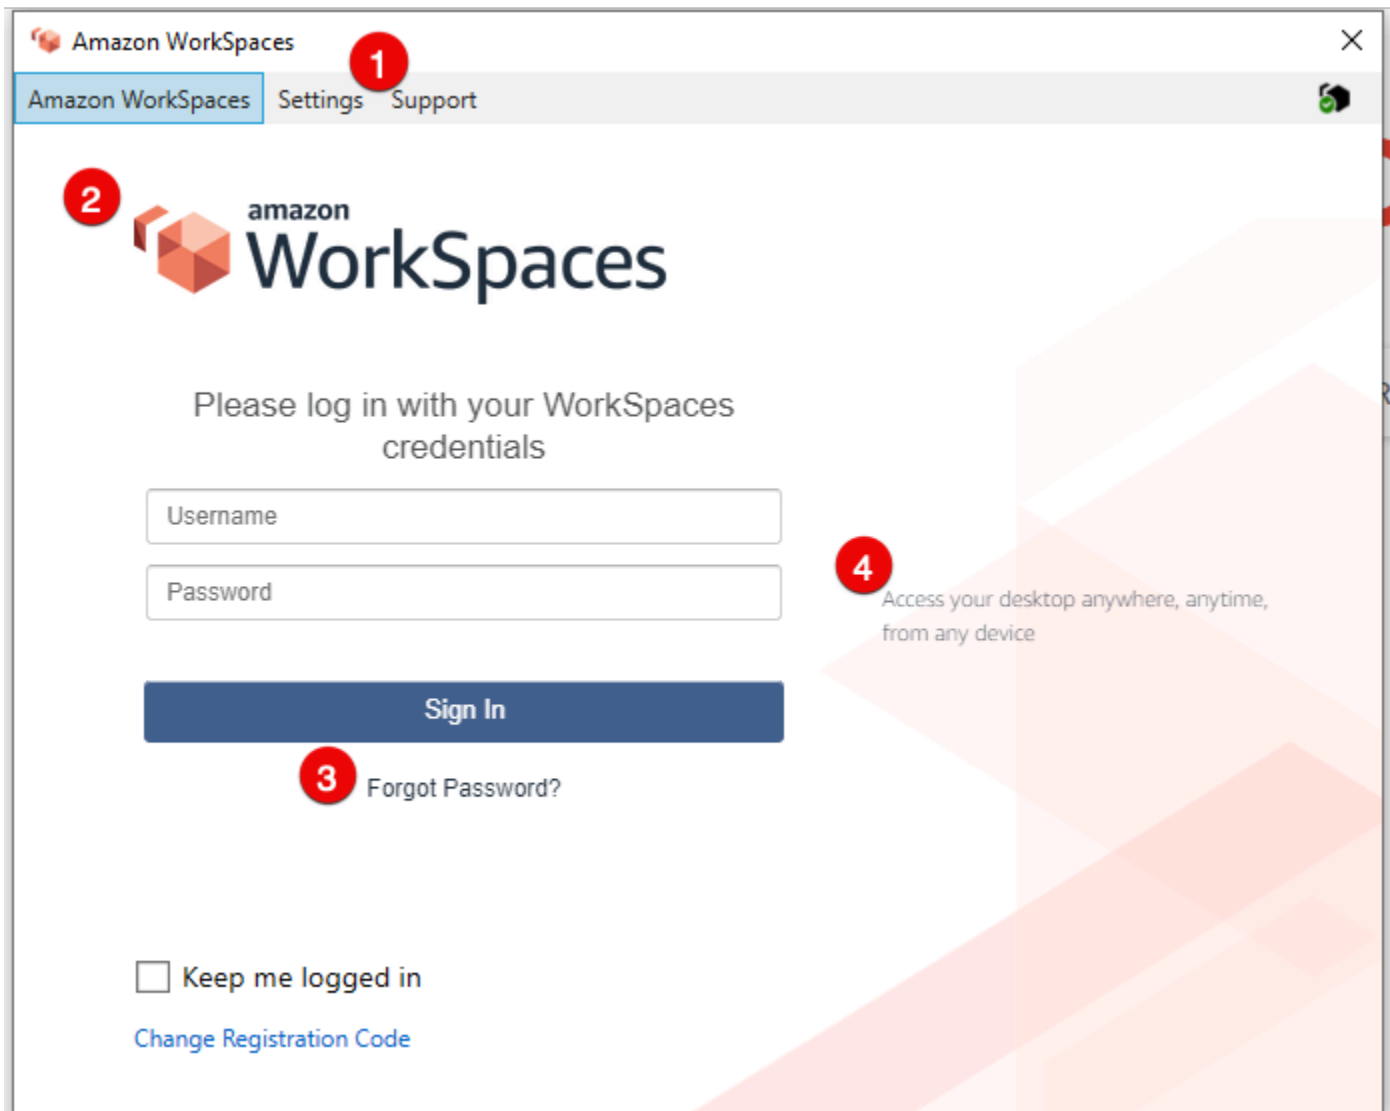 Amazon WorkSpaces
1
Amazon WorkSpaces Settings Support
2
amazon
WorkSpaces
Please log in with your WorkSpaces
credentials
Username
Password
4
Access your desktop anywhere, anytime,
from any device
Sign In
3
Forgot Password?
Keep me logged in
Change Registration Code